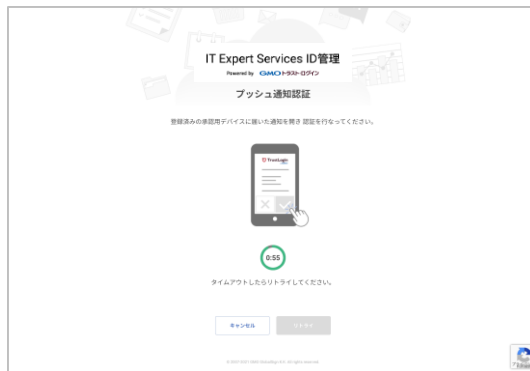 IT Expert Services ID管理
Powered by GMOトラスト・ログイン
プッシュ通知認証
登録済みの承認用デバイスに届いた通知を開き 認証を行なってください。
TrustLogin
0:55
タイムアウトしたらリトライしてください。
キャンセル
リトライ